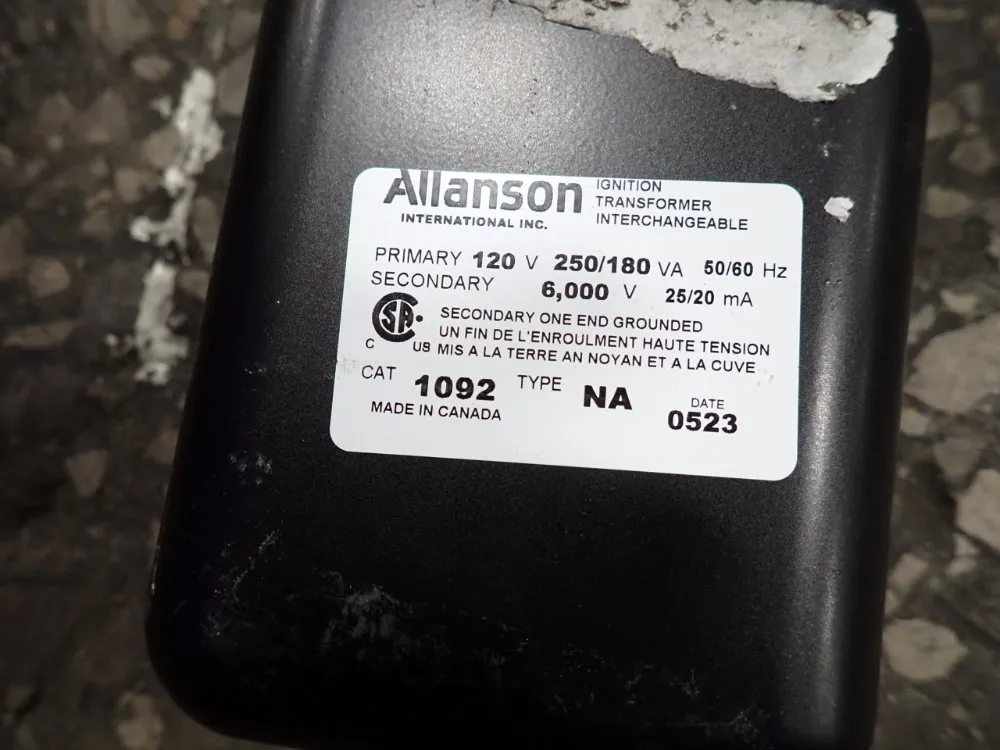 Allanson
INTERNATIONAL INC.
IGNITION
TRANSFORMER
INTERCHANGEABLE
PRIMARY 120 V 250/180 VA 50/60 Hz
SECONDARY 6,000 V 25/20 mA
SECONDARY ONE END GROUNDED
UN FIN DE L'ENROULMENT HAUTE TENSION
MIS A LA TERRE AN NOYAN ET A LA CUVE
C SA US
CAT 1092 TYPE NA
MADE IN CANADA
DATE
0523